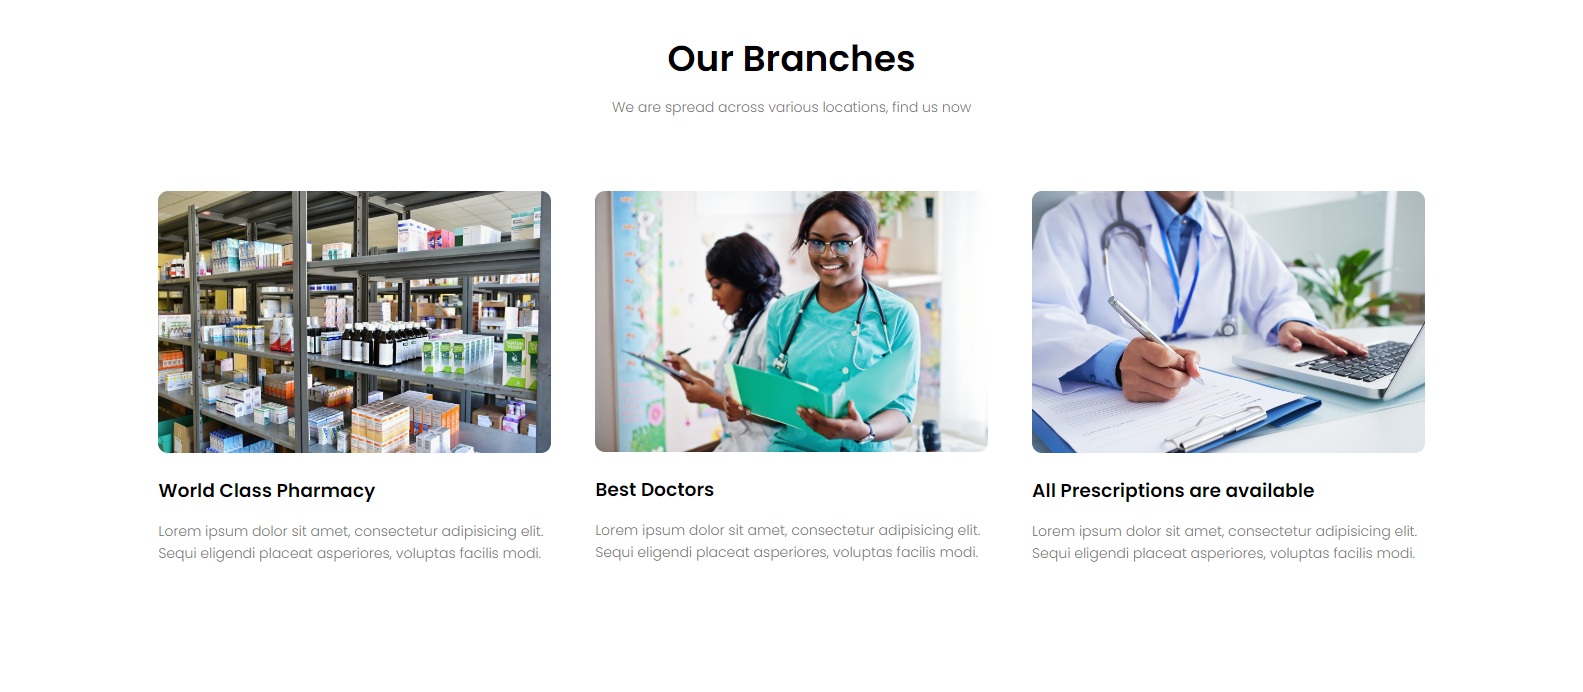 Our Branches
We are spread across various locations, find us now
World Class Pharmacy
Lorem ipsum dolor sit amet, consectetur adipisicing elit.
Sequi eligendi placeat asperiores, voluptas facilis modi.
Best Doctors
Lorem ipsum dolor sit amet, consectetur adipisicing elit.
Sequi eligendi placeat asperiores, voluptas facilis modi.
All Prescriptions are available
Lorem ipsum dolor sit amet, consectetur adipisicing elit.
Sequi eligendi placeat asperiores, voluptas facilis modi.